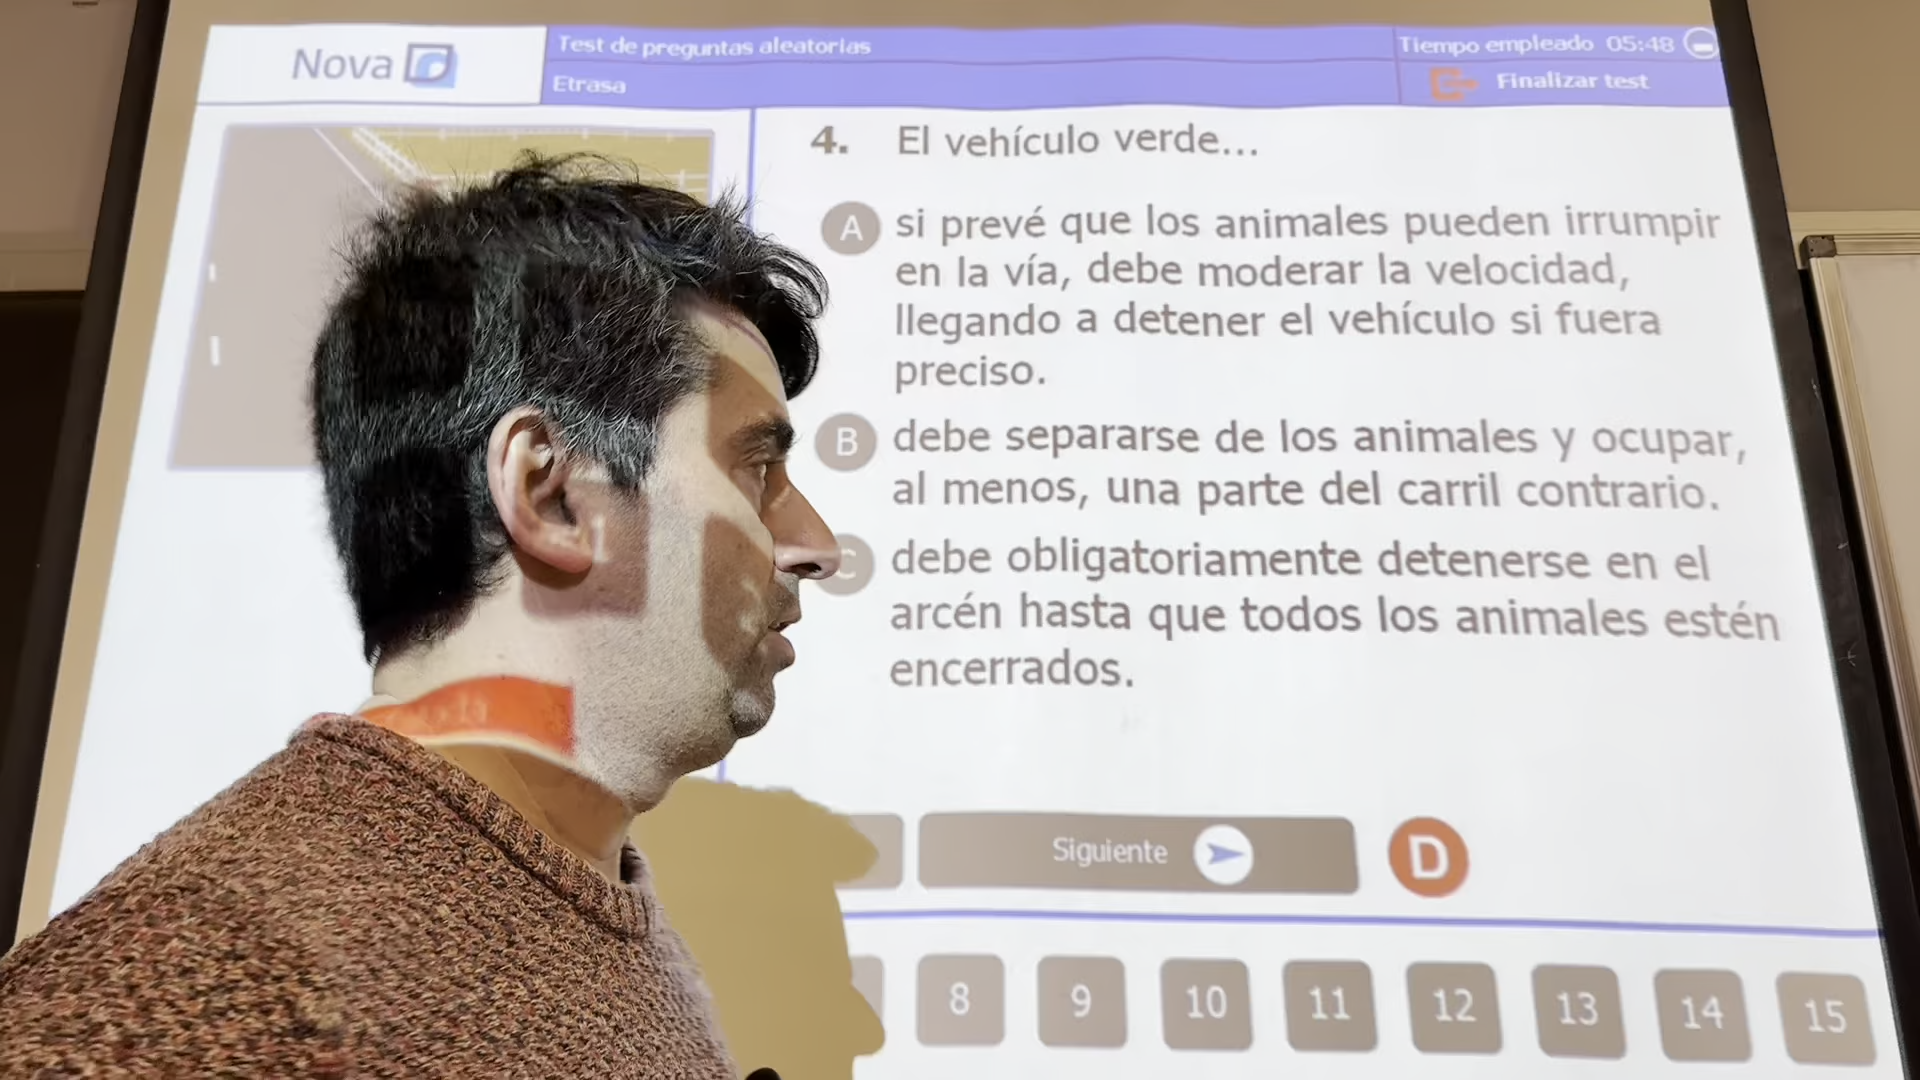 Nova
Test de preguntas aleatorias
Etrasa
Tiempo empleado 05:48
Finalizar test
4. El vehículo verde...
A si prevé que los animales pueden irrumpir
en la vía, debe moderar la velocidad,
llegando a detener el vehículo si fuera
preciso.
B debe separarse de los animales y ocupar,
al menos, una parte del carril contrario.
C debe obligatoriamente detenerse en el
arcén hasta que todos los animales estén
encerrados.
Siguiente
D
8 9 10 11 12 13 14 15